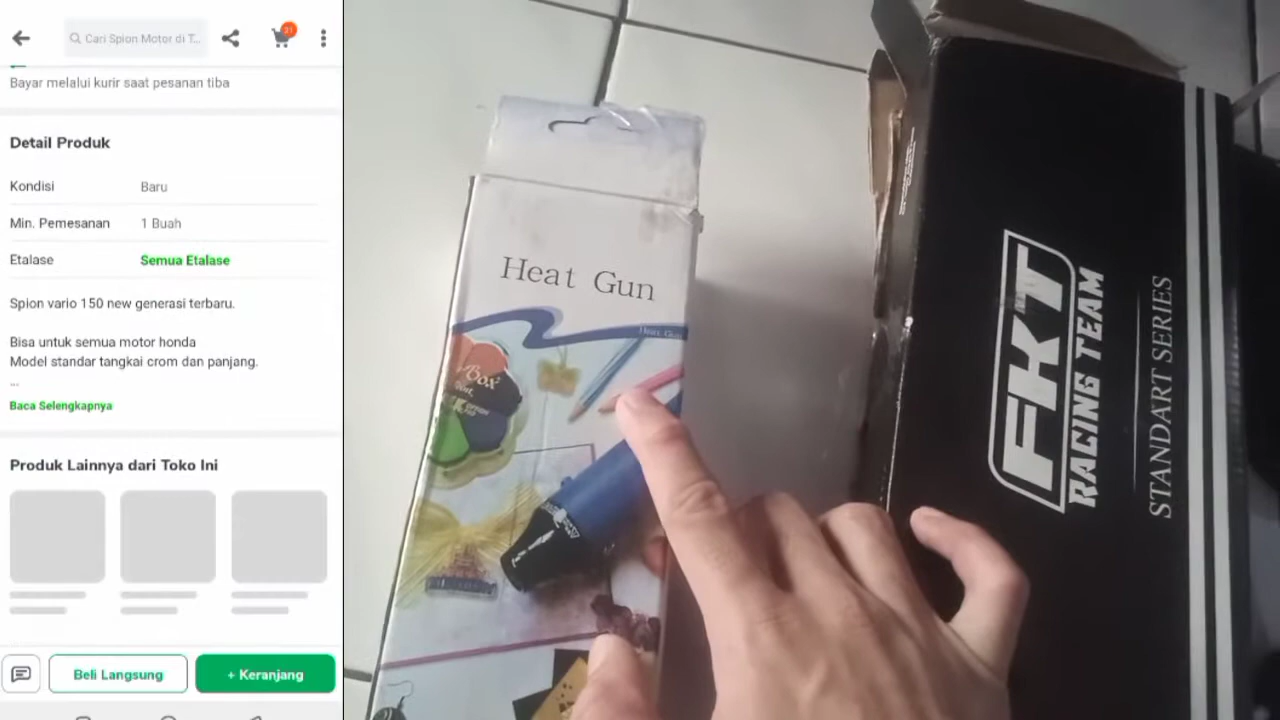 Cari Spion Motor di T...
21
Bayar melalui kurir saat pesanan tiba
Detail Produk
Kondisi Baru
Min. Pemesanan 1 Buah
Etalase Semua Etalase
Spion vario 150 new generasi terbaru.
Bisa untuk semua motor honda
Model standar tangkai crom dan panjang.
...
Baca Selengkapnya
Produk Lainnya dari Toko Ini
Beli Langsung
+ Keranjang
Heat Gun
Heat Gun
FKT
RACING TEAM
STANDART SERIES